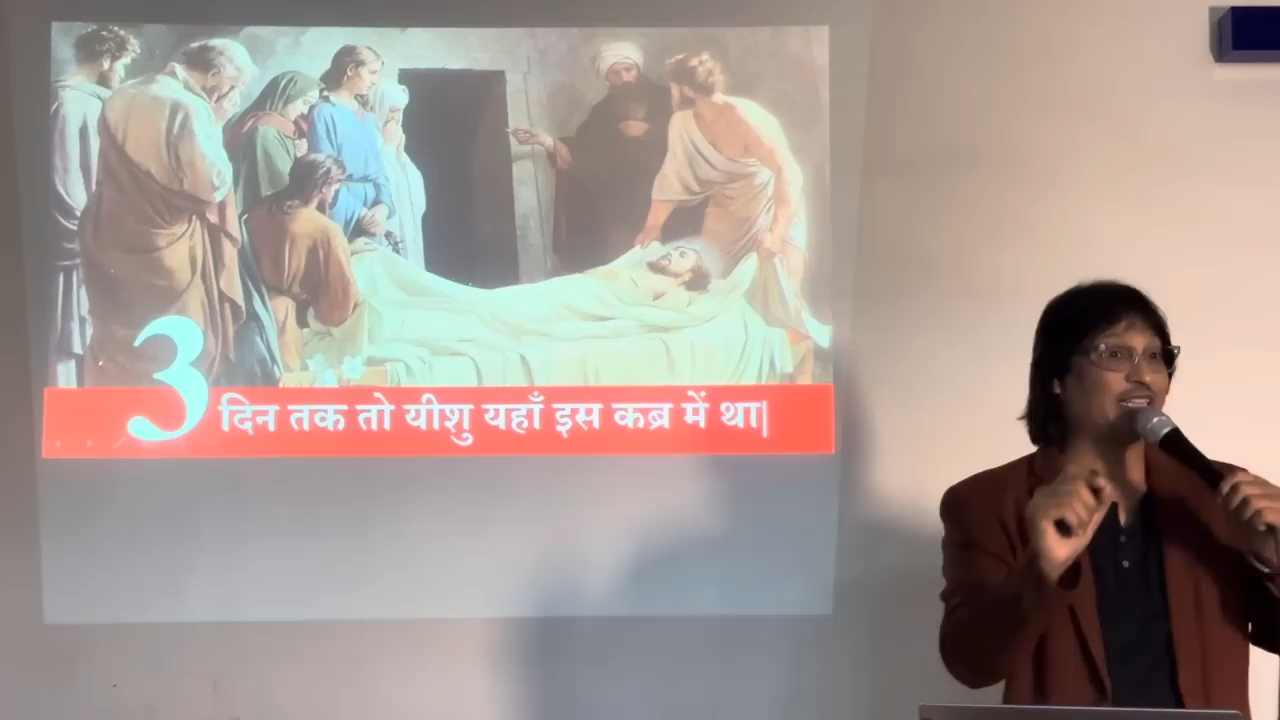 3 दिन तक तो यीशु यहाँ इस कब्र में था|